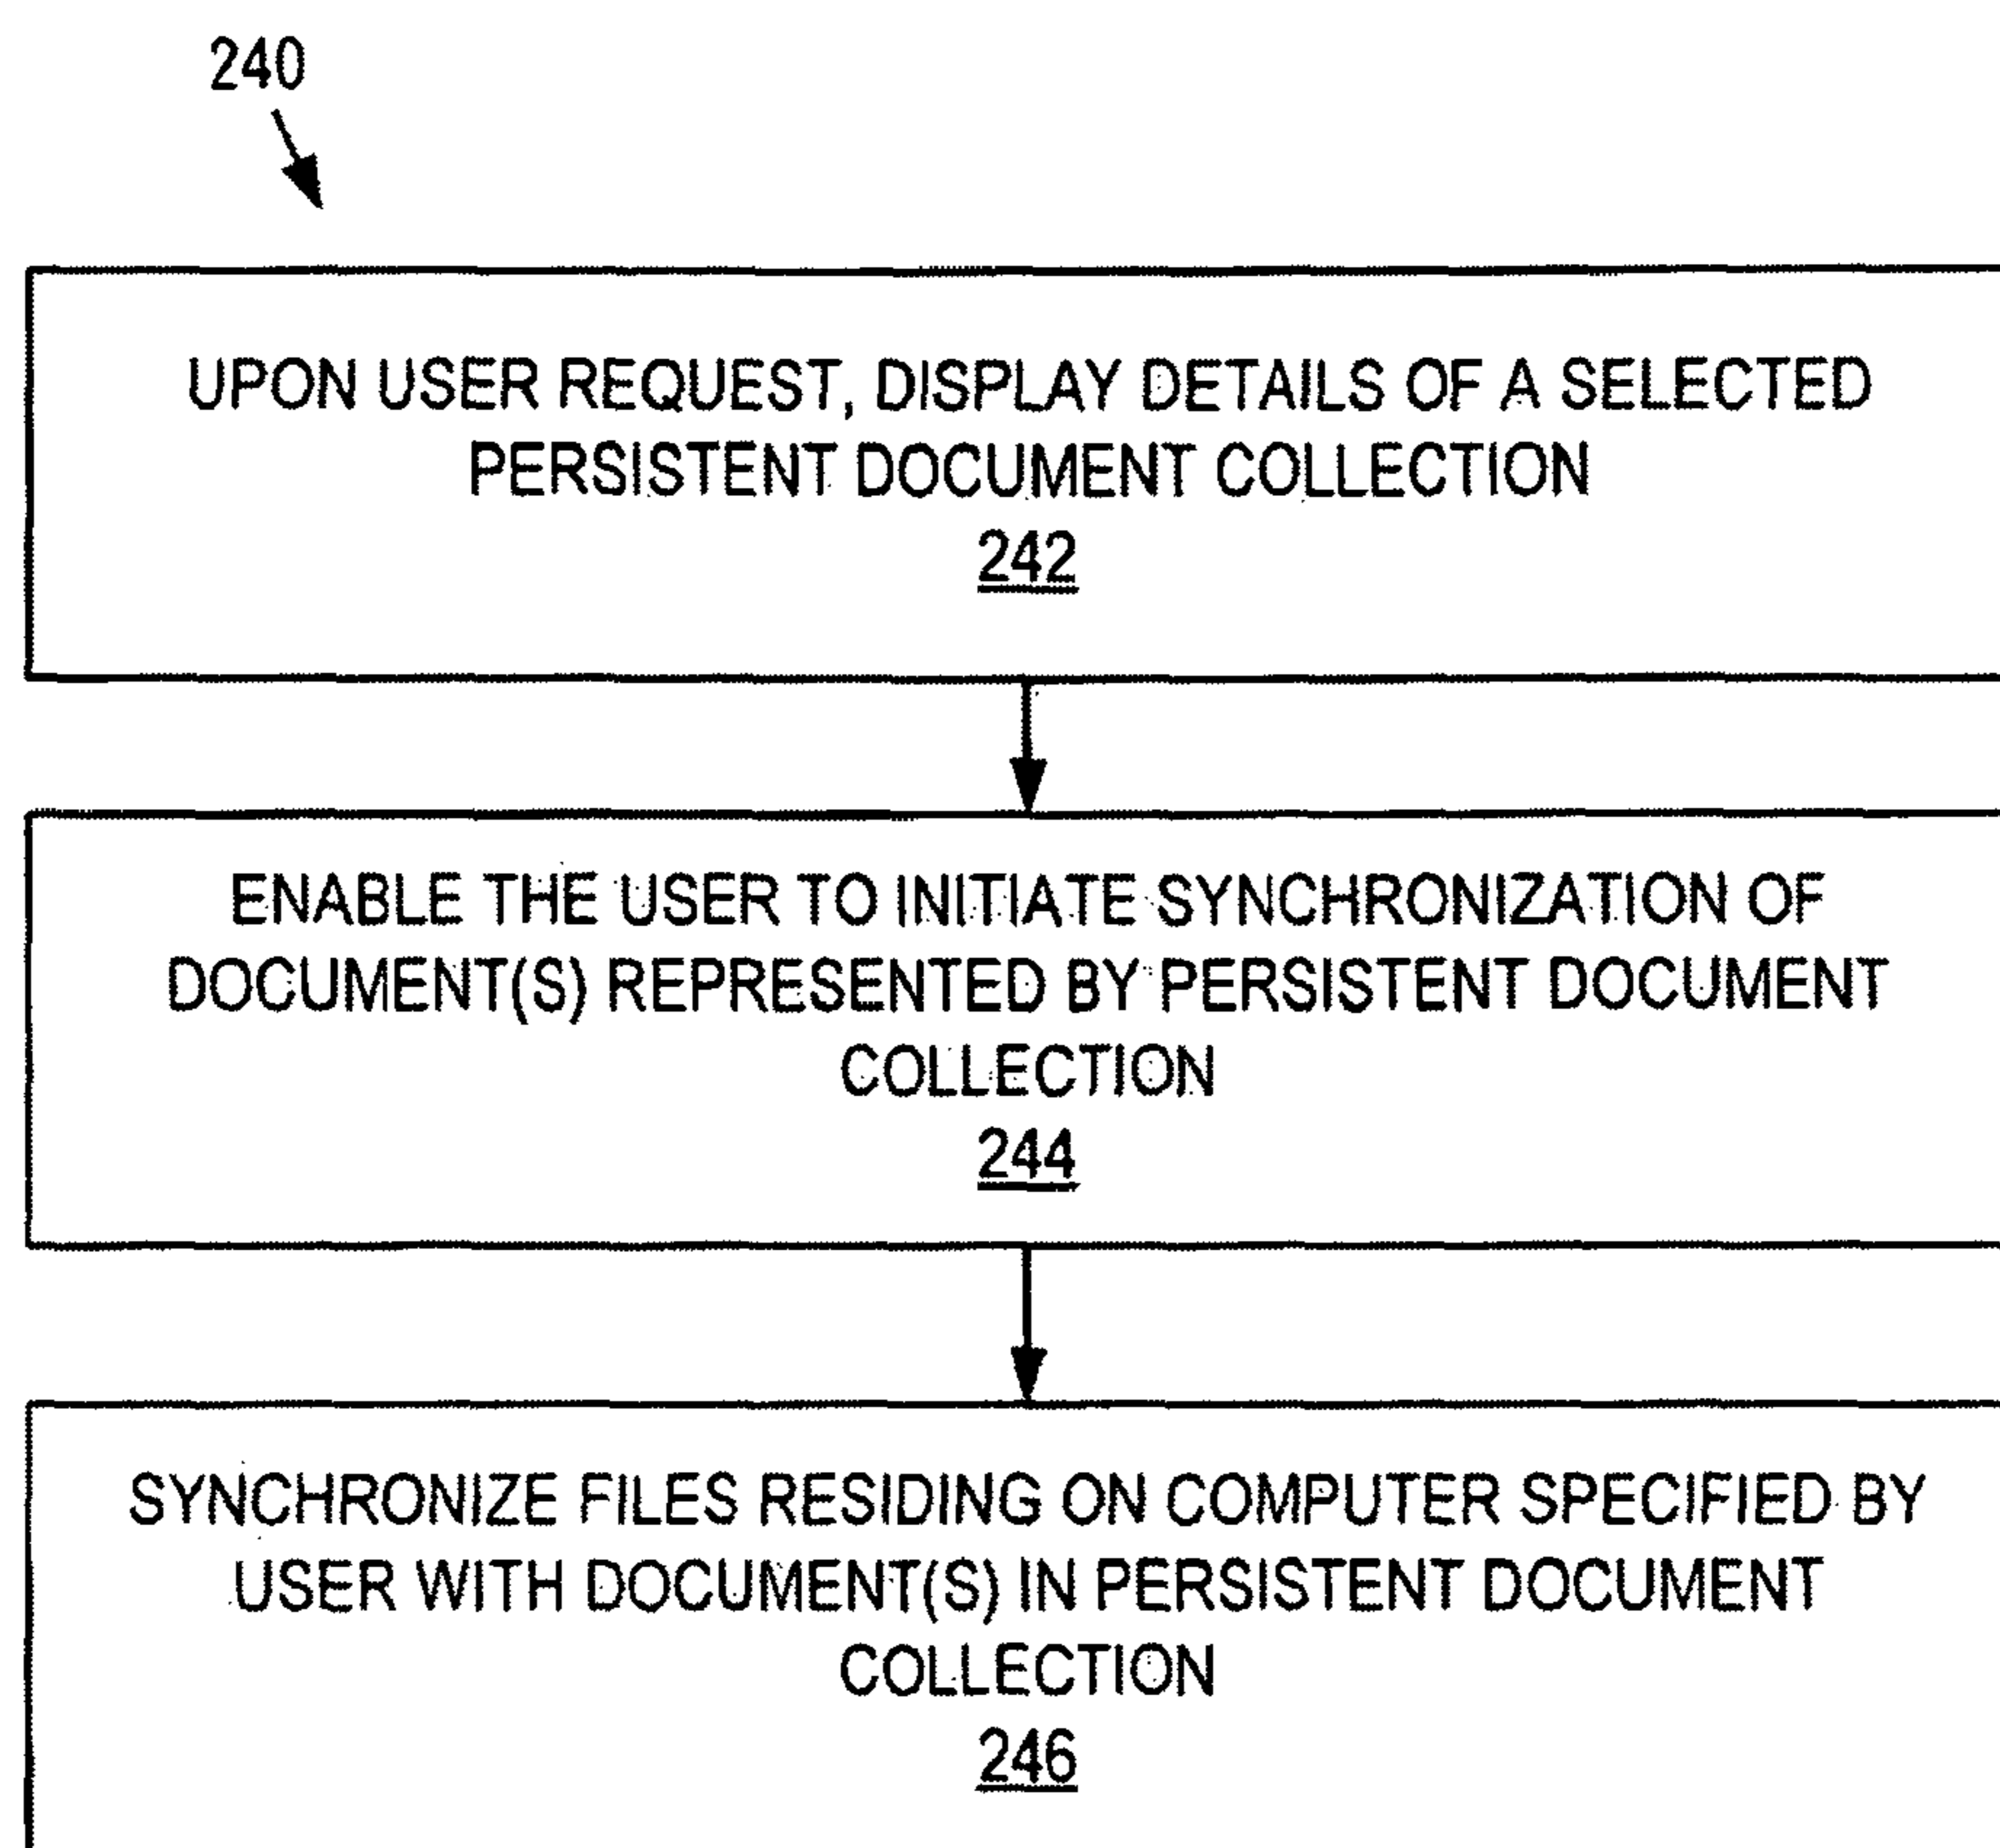 240
UPON USER REQUEST, DISPLAY DETAILS OF A SELECTED
PERSISTENT DOCUMENT COLLECTION
242
ENABLE THE USER TO INITIATE SYNCHRONIZATION OF
DOCUMENT(S) REPRESENTED BY PERSISTENT DOCUMENT
COLLECTION
244
SYNCHRONIZE FILES RESIDING ON COMPUTER SPECIFIED BY
USER WITH DOCUMENT(S) IN PERSISTENT DOCUMENT
COLLECTION
246